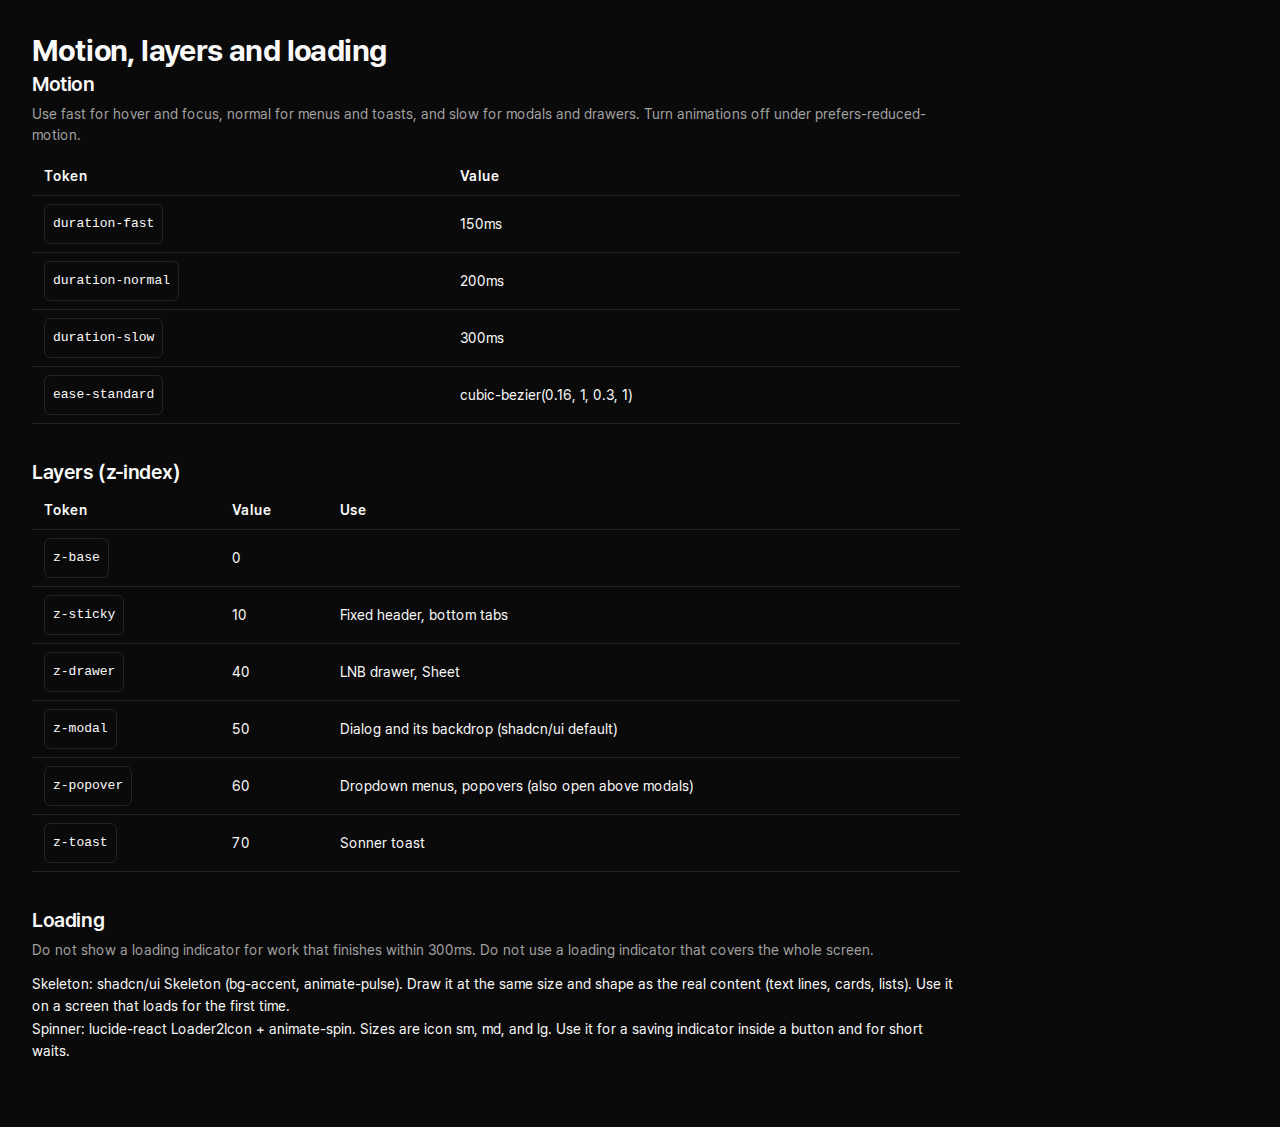 Motion, layers and loading
Motion
Use fast for hover and focus, normal for menus and toasts, and slow for modals and drawers. Turn animations off under prefers-reduced-
motion.
Token Value
duration-fast 150ms
duration-normal 200ms
duration-slow 300ms
ease-standard cubic-bezier(0.16, 1, 0.3, 1)
Layers (z-index)
Token Value Use
z-base 0
z-sticky 10 Fixed header, bottom tabs
z-drawer 40 LNB drawer, Sheet
z-modal 50 Dialog and its backdrop (shadcn/ui default)
z-popover 60 Dropdown menus, popovers (also open above modals)
z-toast 70 Sonner toast
Loading
Do not show a loading indicator for work that finishes within 300ms. Do not use a loading indicator that covers the whole screen.
Skeleton: shadcn/ui Skeleton (bg-accent, animate-pulse). Draw it at the same size and shape as the real content (text lines, cards, lists). Use it
on a screen that loads for the first time.
Spinner: lucide-react Loader2Icon + animate-spin. Sizes are icon sm, md, and lg. Use it for a saving indicator inside a button and for short
waits.